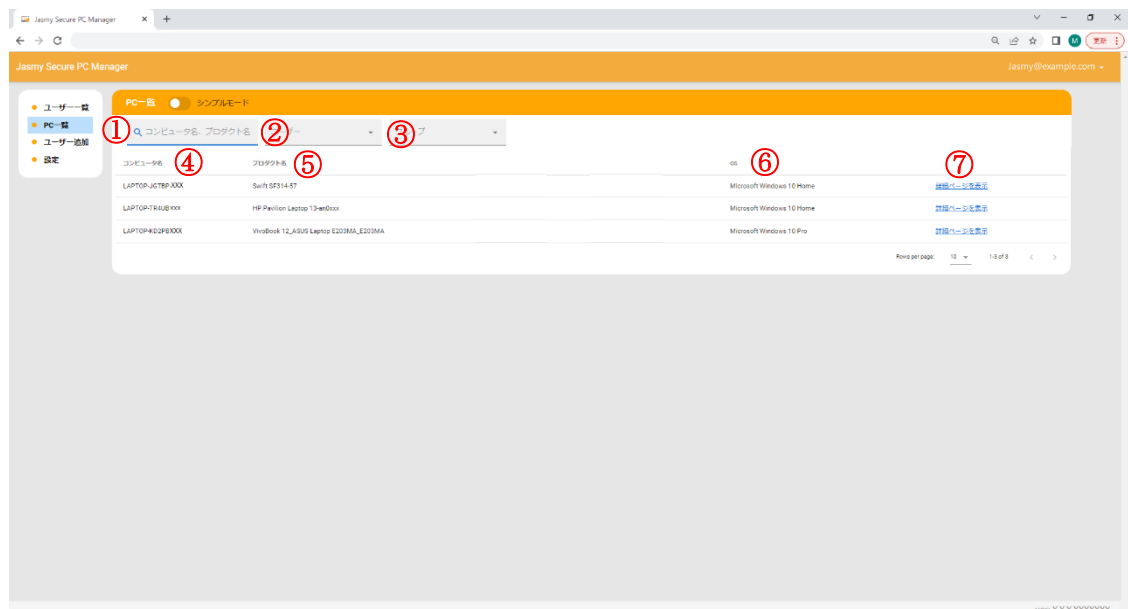 Jasmy Secure PC Manager
更新
Jasmy Secure PC Manager
Jasmy@example.com
ユーザー一覧
PC一覧
ユーザー追加
設定
PC一覧 シンプルモード
① コンピュータ名、プロダクト名 ② ③
コンピュータ名 ④ プロダクト名 ⑤ OS ⑥ ⑦
LAPTOP-JGTBP XXX Swift SF314-57 Microsoft Windows 10 Home 詳細ページを表示
LAPTOP-TR4UB XXX HP Pavilion Laptop 13-an0xxx Microsoft Windows 10 Home 詳細ページを表示
LAPTOP-KD2P8XXX VivoBook 12_ASUS Laptop E203MA_E203MA Microsoft Windows 10 Pro 詳細ページを表示
Rows per page: 10 1-3 of 3